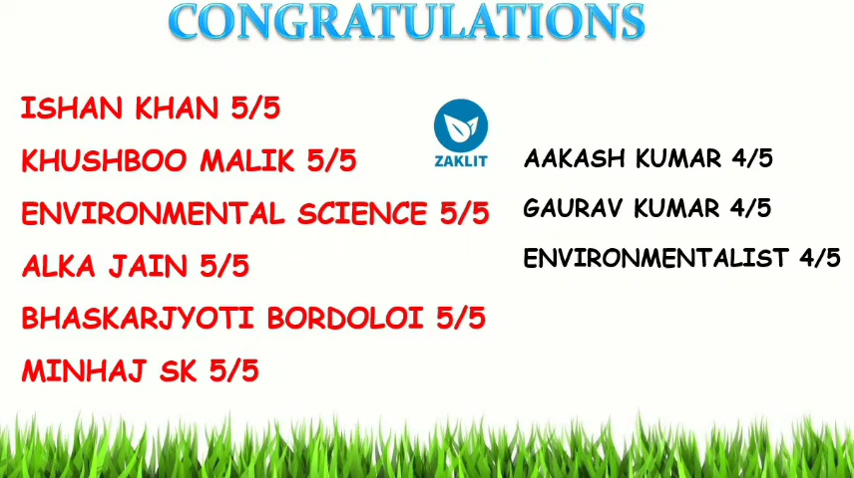 CONGRATULATIONS
ISHAN KHAN 5/5
KHUSHBOO MALIK 5/5
ENVIRONMENTAL SCIENCE 5/5
ALKA JAIN 5/5
BHASKARJYOTI BORDOLOI 5/5
MINHAJ SK 5/5
ZAKLIT
AAKASH KUMAR 4/5
GAURAV KUMAR 4/5
ENVIRONMENTALIST 4/5